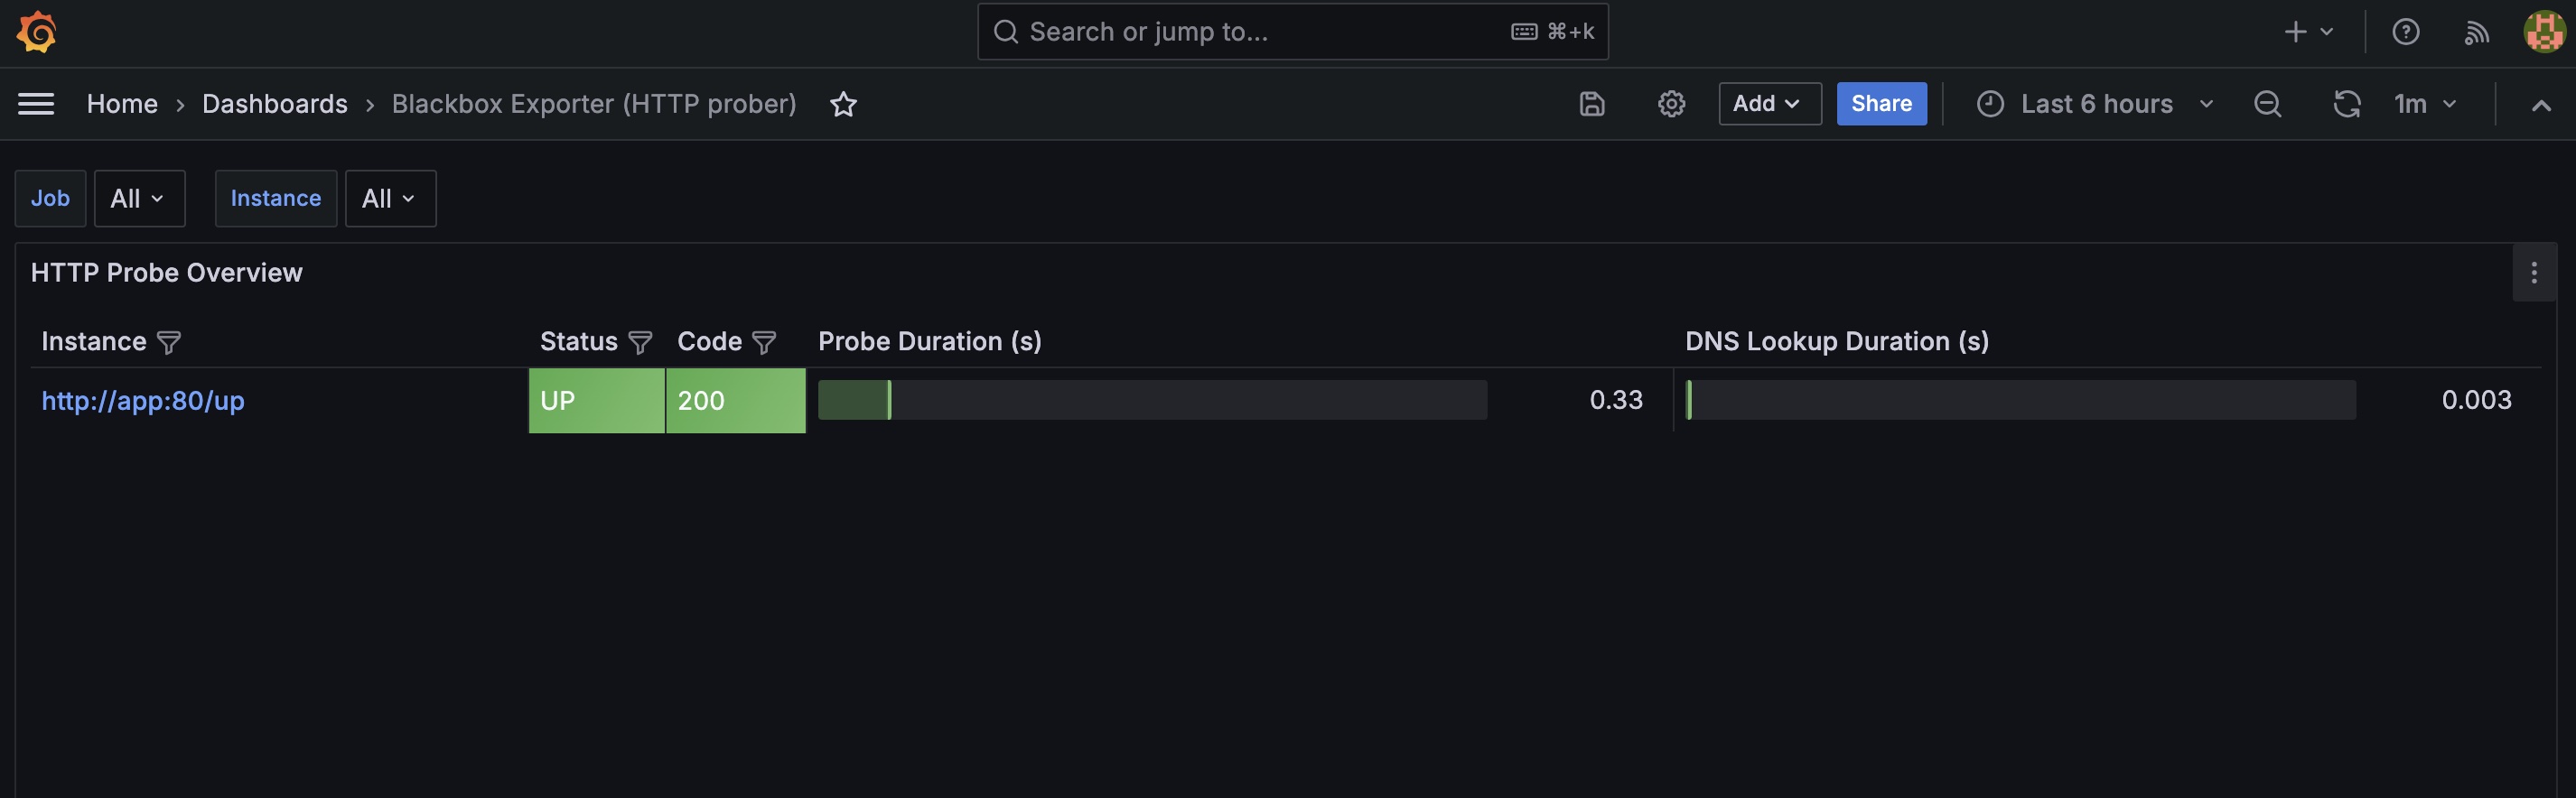 Search or jump to... ⌘+k
Home › Dashboards › Blackbox Exporter (HTTP prober) Add Share Last 6 hours 1m
Job All Instance All
HTTP Probe Overview
Instance Status Code Probe Duration (s) DNS Lookup Duration (s)
http://app:80/up UP 200 0.33 0.003